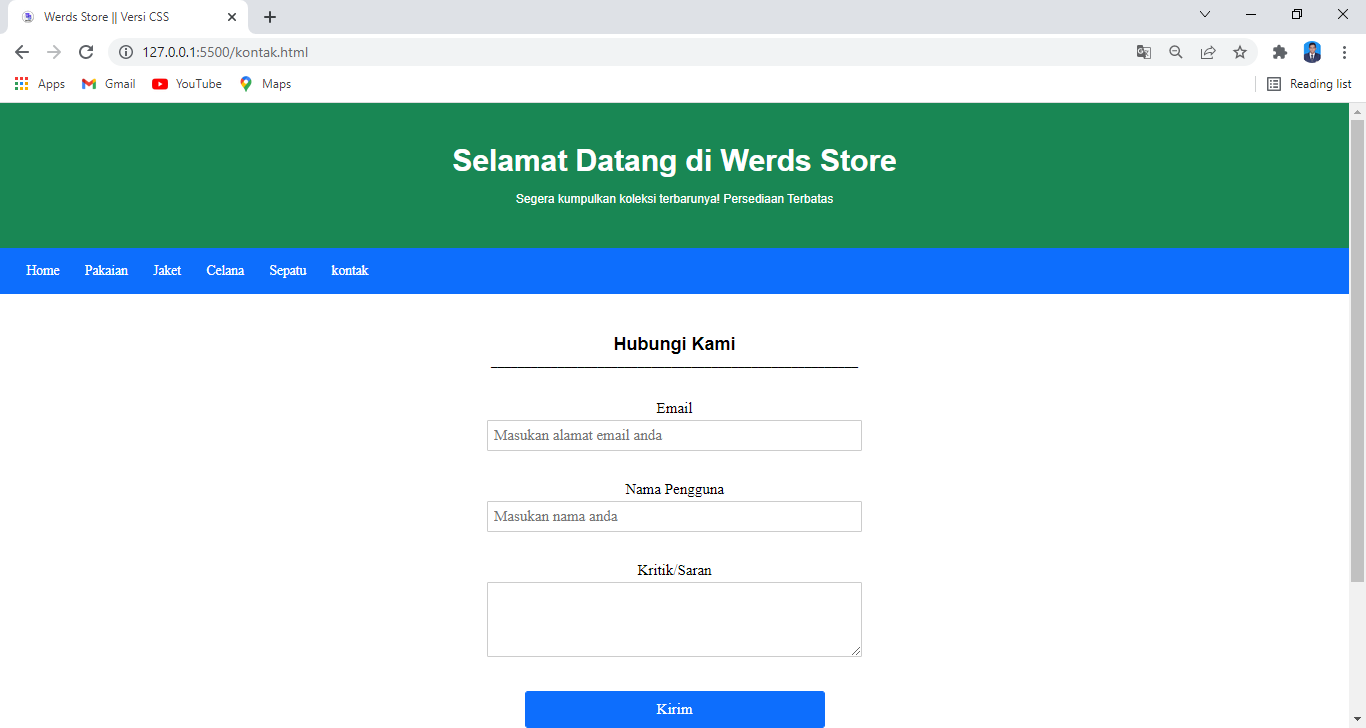 Werds Store || Versi CSS
127.0.0.1:5500/kontak.html
Apps Gmail YouTube Maps Reading list
Selamat Datang di Werds Store
Segera kumpulkan koleksi terbarunya! Persediaan Terbatas
Home Pakaian Jaket Celana Sepatu kontak
Hubungi Kami
Email
Masukan alamat email anda
Nama Pengguna
Masukan nama anda
Kritik/Saran
Kirim